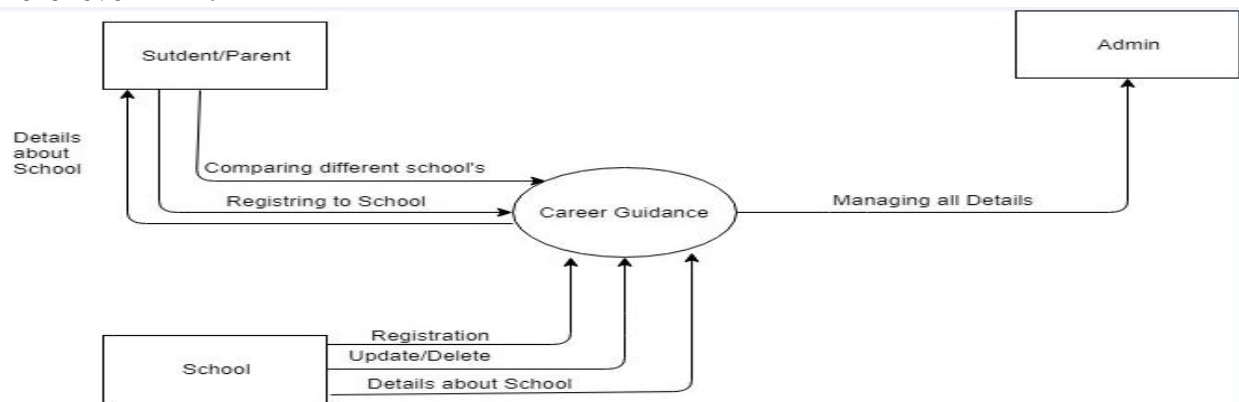 Sutdent/Parent
Admin
Details
about
School
Comparing different school's
Registring to School
Career Guidance
Managing all Details
Registration
Update/Delete
Details about School
School